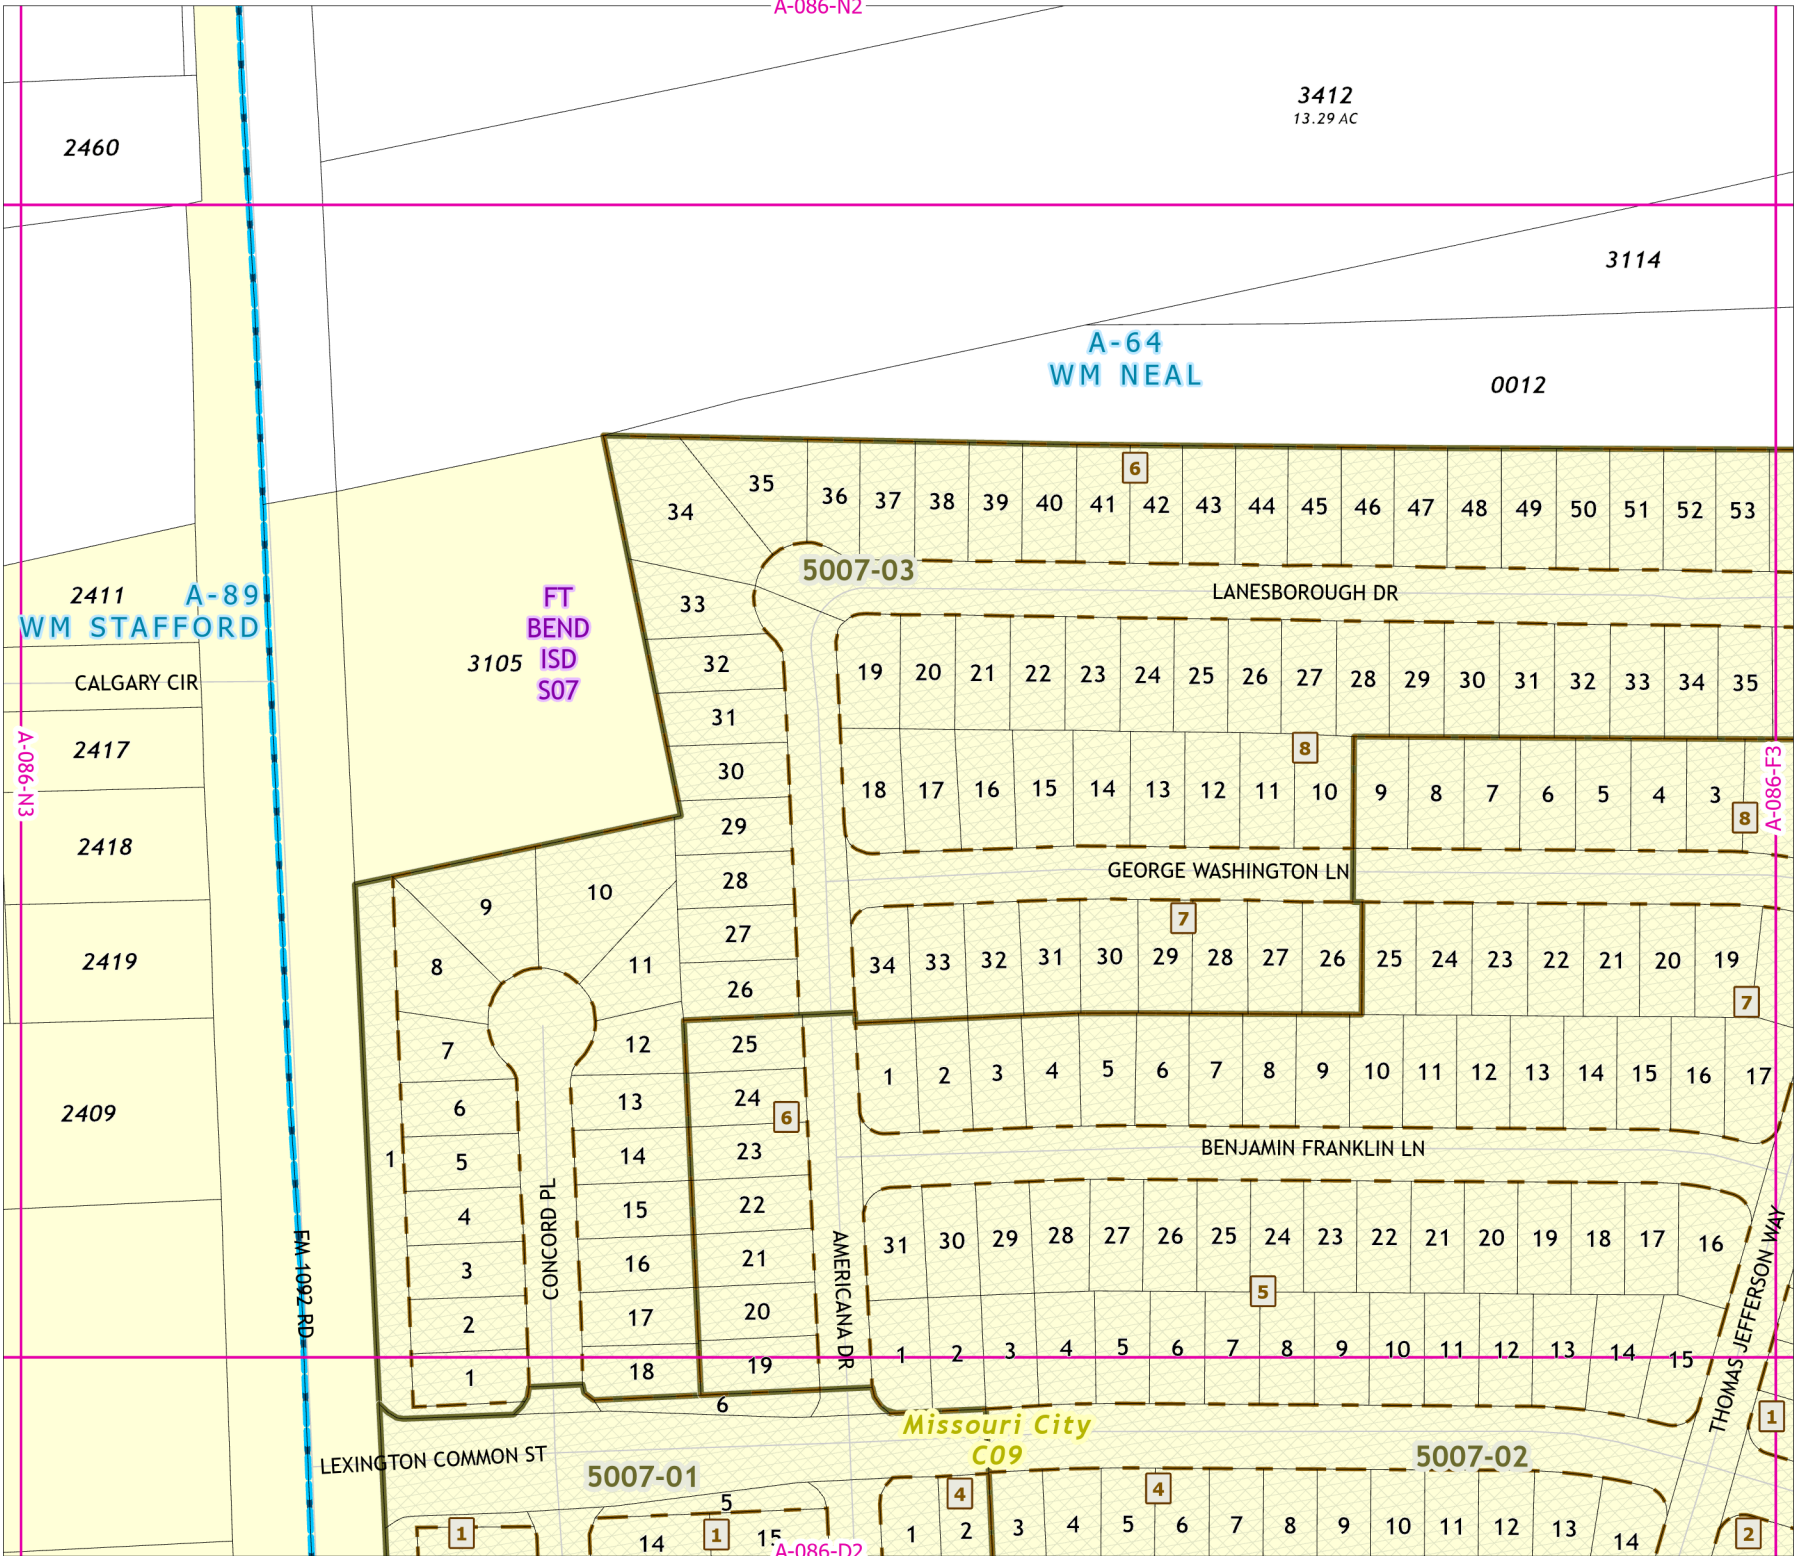 A-086-N2
3412
13.29 AC
2460
3114
A-64
WM NEAL
0012
6
35
36 37 38 39 40 41 42 43 44 45 46 47 48 49 50 51 52 53
34
5007-03
2411
A-89
WM STAFFORD
FT
BEND
ISD
S07
3105
33
LANESBOROUGH DR
32
19 20 21 22 23 24 25 26 27 28 29 30 31 32 33 34 35
CALGARY CIR
31
2417
8
A-086-N3
A-086-F3
30
18 17 16 15 14 13 12 11 10 9 8 7 6 5 4 3
8
29
2418
GEORGE WASHINGTON LN
28
9 10
7
27
34 33 32 31 30 29 28 27 26 25 24 23 22 21 20 19
2419
8 11
26
7
7 12 25
1 2 3 4 5 6 7 8 9 10 11 12 13 14 15 16 17
2409
6 13 24
6
BENJAMIN FRANKLIN LN
1
5 14 23
4 15 22
CONCORD PL
31 30 29 28 27 26 25 24 23 22 21 20 19 18 17 16
3 16 21
FM 1092 RD
AMERICANA DR
THOMAS JEFFERSON WAY
5
2 17 20
1 2 3 4 5 6 7 8 9 10 11 12 13 14 15
1 18 19
6
Missouri City
C09
1
LEXINGTON COMMON ST
5007-01
5007-02
5
4
4
1
14
1
15
1 2 3 4 5 6 7 8 9 10 11 12 13 14
2
A-086-D2